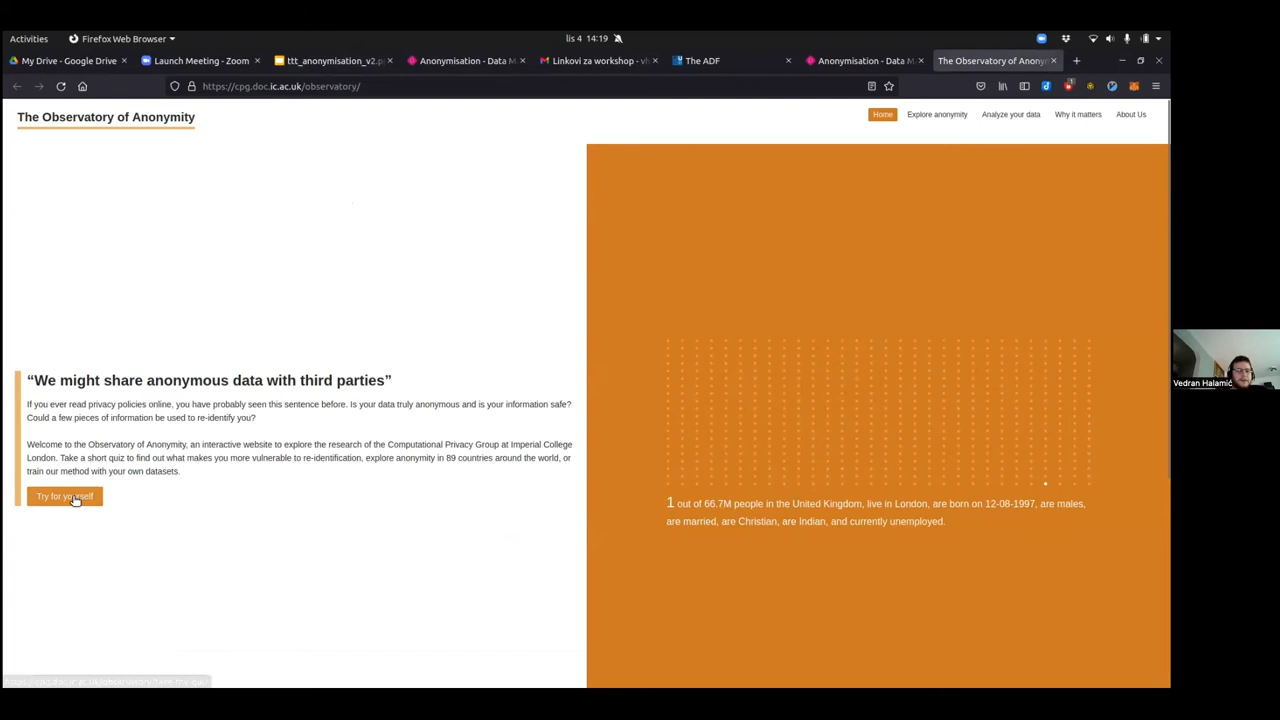 Activities
Firefox Web Browser
lis 4 14:19
My Drive - Google Drive
Launch Meeting - Zoom
ttt_anonymisation_v2.p
Anonymisation - Data M
Linkovi za workshop - vh
The ADF
Anonymisation - Data M
The Observatory of Anonym
https://cpg.doc.ic.ac.uk/observatory/
The Observatory of Anonymity
Home
Explore anonymity
Analyze your data
Why it matters
About Us
“We might share anonymous data with third parties”
If you ever read privacy policies online, you have probably seen this sentence before. Is your data truly anonymous and is your information safe?
Could a few pieces of information be used to re-identify you?
Welcome to the Observatory of Anonymity, an interactive website to explore the research of the Computational Privacy Group at Imperial College
London. Take a short quiz to find out what makes you more vulnerable to re-identification, explore anonymity in 89 countries around the world, or
train our method with your own datasets.
Try for yourself
1 out of 66.7M people in the United Kingdom, live in London, are born on 12-08-1997, are males,
are married, are Christian, are Indian, and currently unemployed.
Vedran Halamić